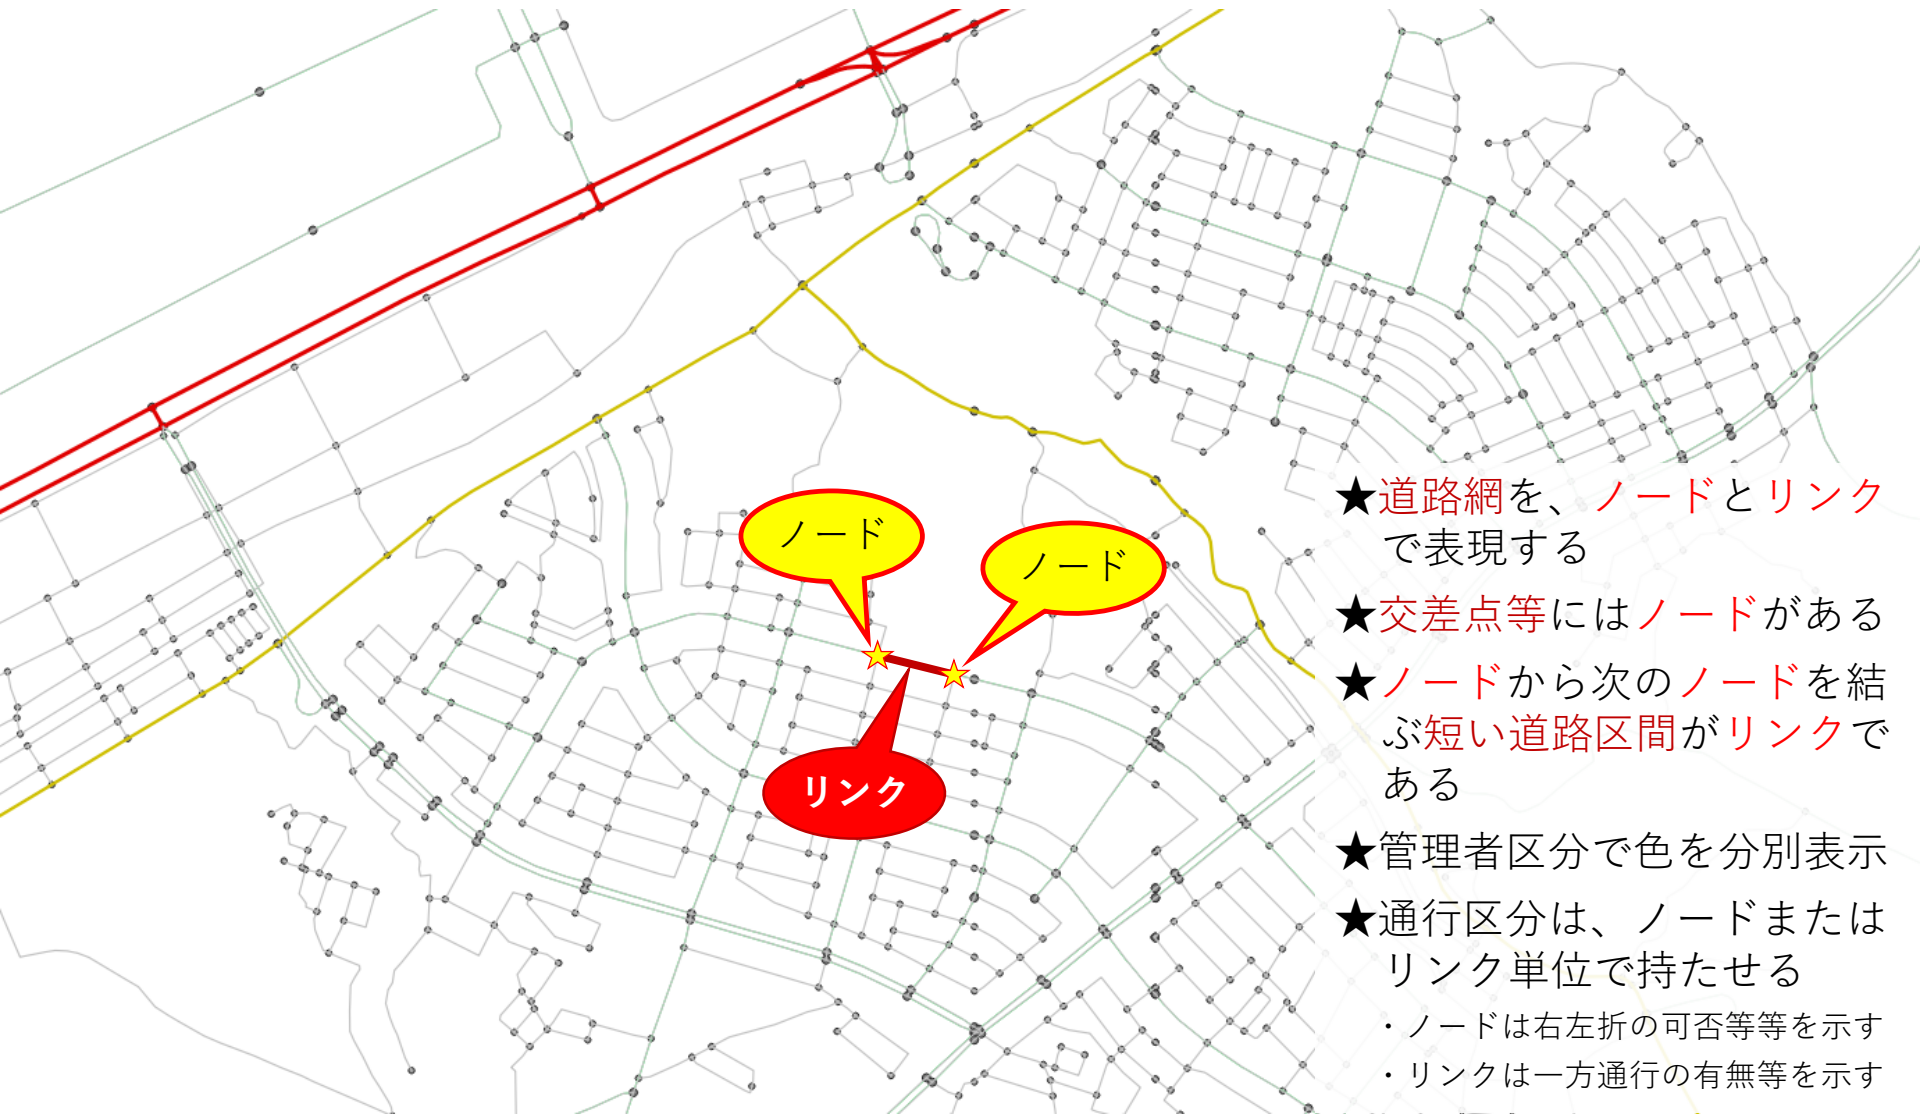 ノード
ノード
リンク
★道路網を、ノードとリンク
で表現する
★交差点等にはノードがある
★ノードから次のノードを結
ぶ短い道路区間がリンクで
ある
★管理者区分で色を分別表示
★通行区分は、ノードまたは
リンク単位で持たせる
・ノードは右左折の可否等等を示す
・リンクは一方通行の有無等を示す